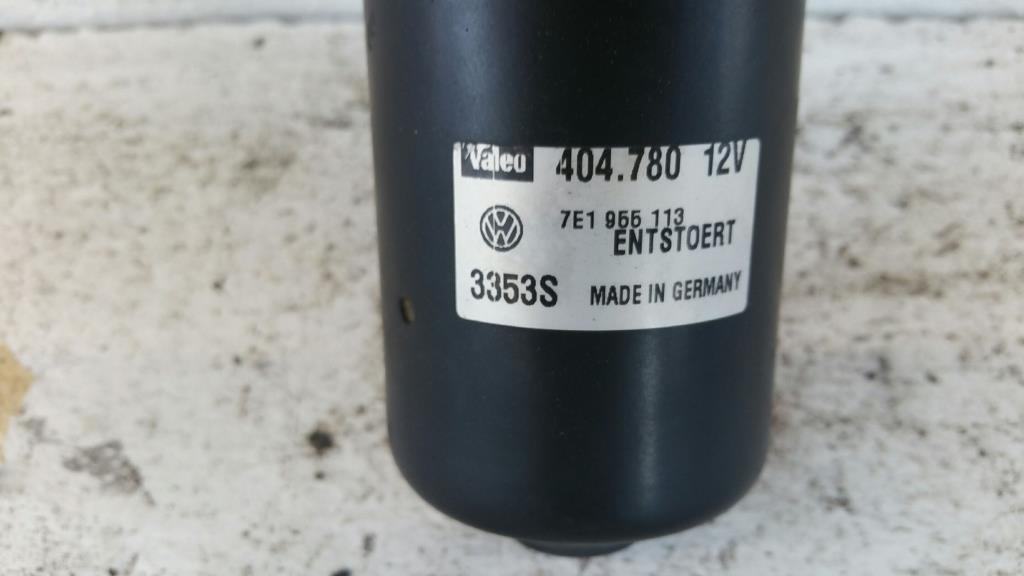 Valeo 404.780 12V
7E1 955 113
ENTSTOERT
3353S MADE IN GERMANY